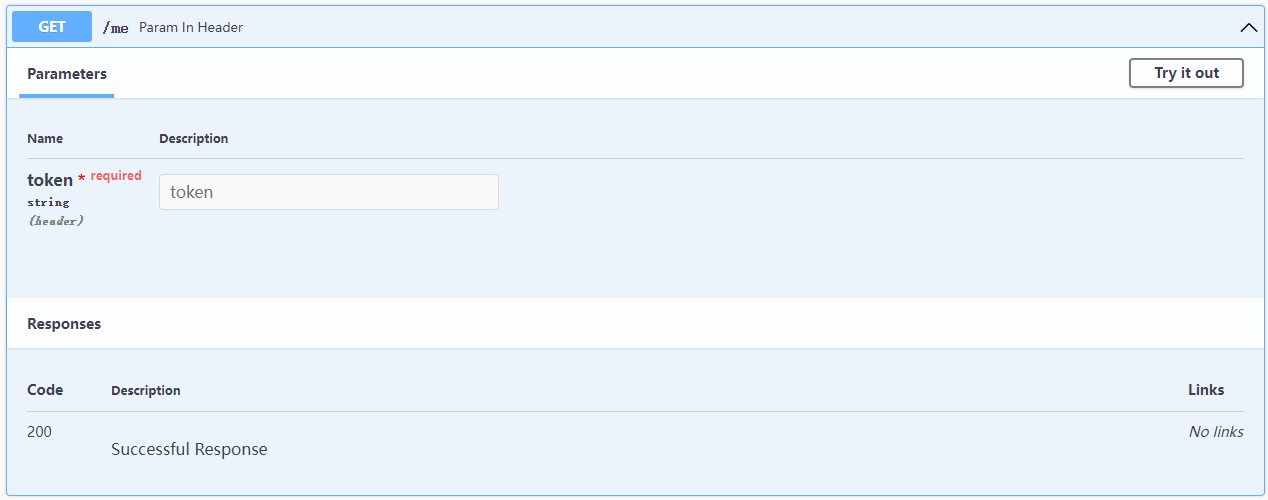 GET /me Param In Header
Parameters
Try it out
Name Description
token * required
string
(header)
token
Responses
Code Description Links
200 Successful Response No links